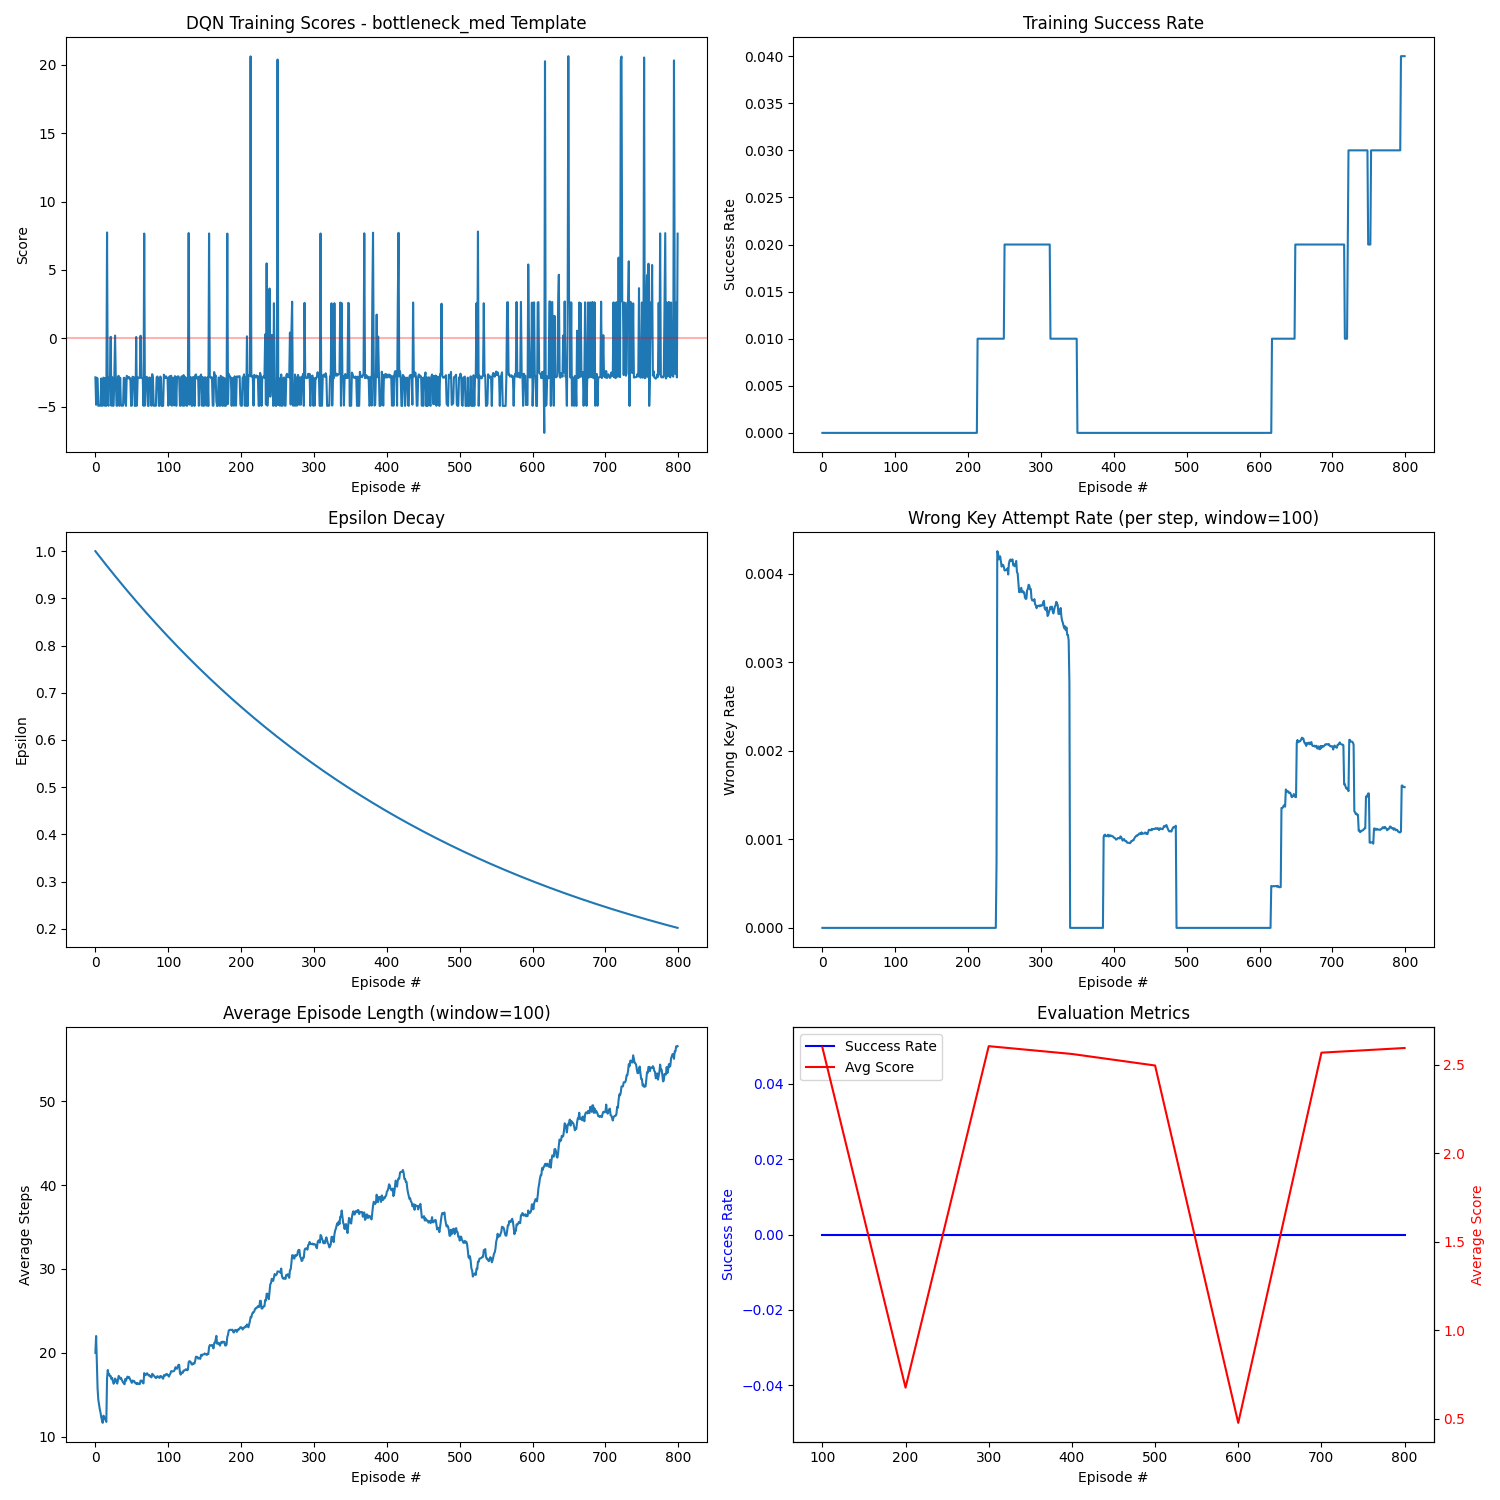 DQN Training Scores - bottleneck_med Template
20
15
10
5
0
−5
Score
0 100 200 300 400 500 600 700 800
Episode #
Training Success Rate
0.040
0.035
0.030
0.025
0.020
0.015
0.010
0.005
0.000
Success Rate
0 100 200 300 400 500 600 700 800
Episode #
Epsilon Decay
1.0
0.9
0.8
0.7
0.6
0.5
0.4
0.3
0.2
Epsilon
0 100 200 300 400 500 600 700 800
Episode #
Wrong Key Attempt Rate (per step, window=100)
0.004
0.003
0.002
0.001
0.000
Wrong Key Rate
0 100 200 300 400 500 600 700 800
Episode #
Average Episode Length (window=100)
50
40
30
20
10
Average Steps
0 100 200 300 400 500 600 700 800
Episode #
Evaluation Metrics
Success Rate
Avg Score
0.04
0.02
0.00
−0.02
−0.04
Success Rate
2.5
2.0
1.5
1.0
0.5
Average Score
100 200 300 400 500 600 700 800
Episode #